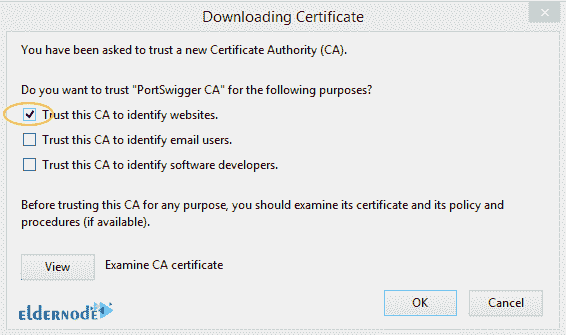 Downloading Certificate
You have been asked to trust a new Certificate Authority (CA).
Do you want to trust "PortSwigger CA" for the following purposes?
Trust this CA to identify websites.
Trust this CA to identify email users.
Trust this CA to identify software developers.
Before trusting this CA for any purpose, you should examine its certificate and its policy and
procedures (if available).
View Examine CA certificate
ELDERNODE
OK Cancel